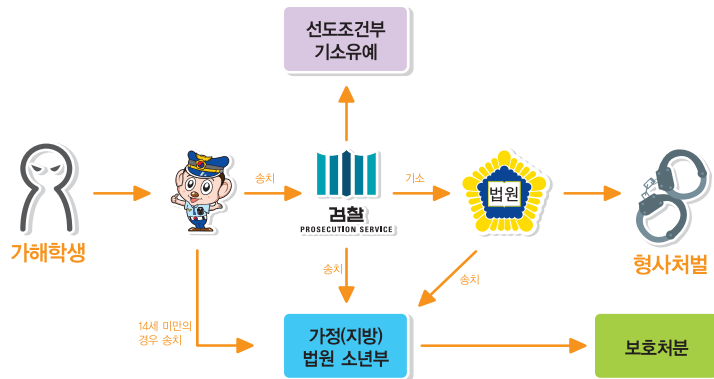 선도조건부
기소유예
송치
기소
검찰
PROSECUTION SERVICE
법원
가해학생
형사처벌
송치
송치
14세 미만의
경우 송치
가정(지방)
법원 소년부
보호처분